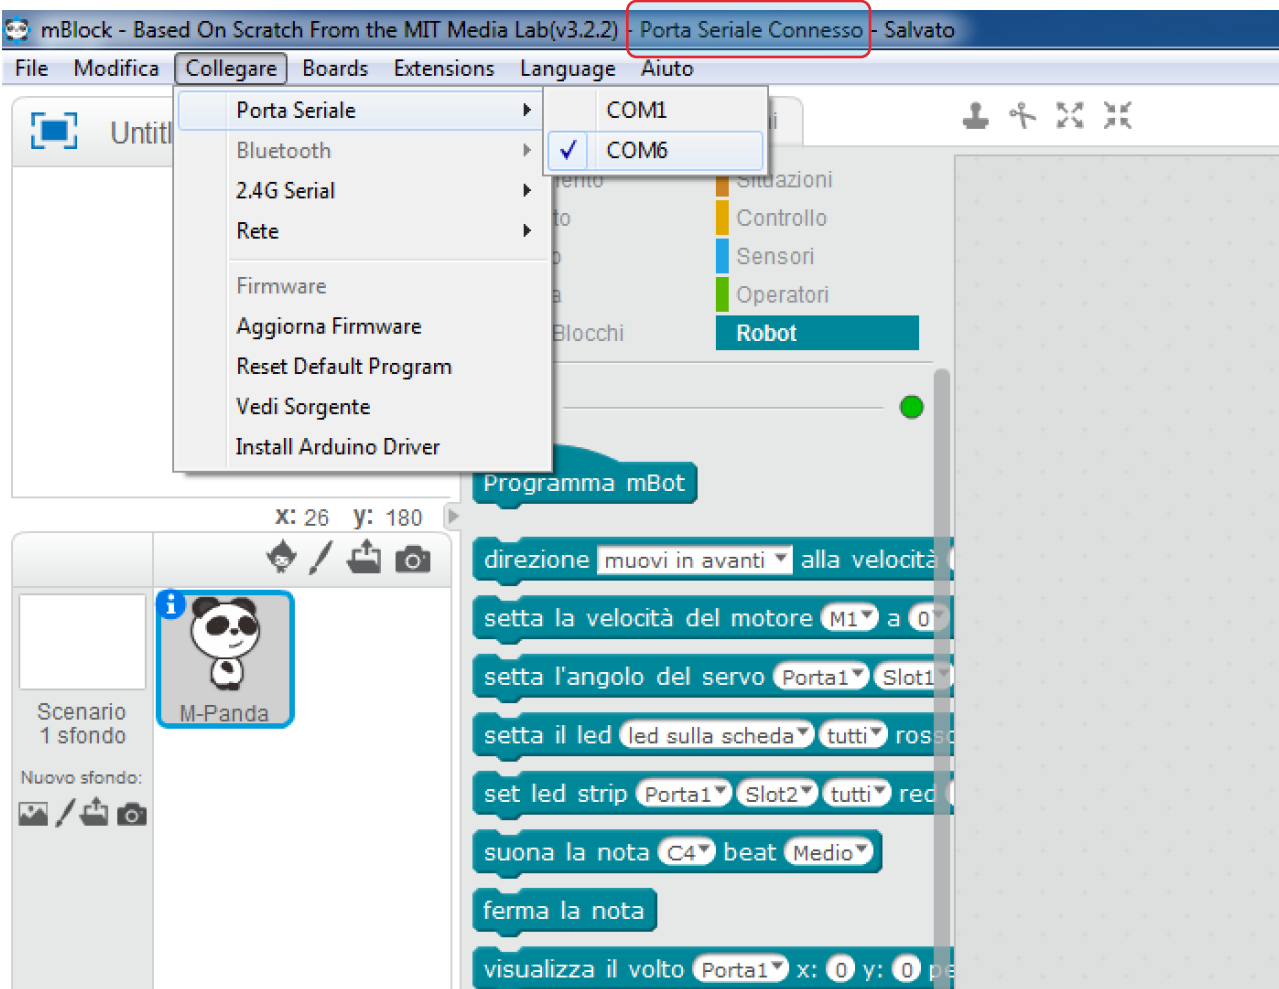 mBlock - Based On Scratch From the MIT Media Lab(v3.2.2) - Porta Seriale Connesso - Salvato
File Modifica Collegare Boards Extensions Language Aiuto
Porta Seriale
COM1
Bluetooth
COM6
2.4G Serial
Rete
Firmware
Aggiorna Firmware
Reset Default Program
Vedi Sorgente
Install Arduino Driver
Situazioni
Controllo
Sensori
Operatori
Blocchi
Robot
x: 26 y: 180
Programma mBot
direzione muovi in avanti alla velocità
setta la velocità del motore M1 a 0
setta l'angolo del servo Porta1 Slot1
setta il led led sulla scheda tutti rosso
set led strip Porta1 Slot2 tutti red
suona la nota C4 beat Medio
ferma la nota
visualizza il volto Porta1 x: 0 y: 0 pe
M-Panda
Scenario
1 sfondo
Nuovo sfondo: